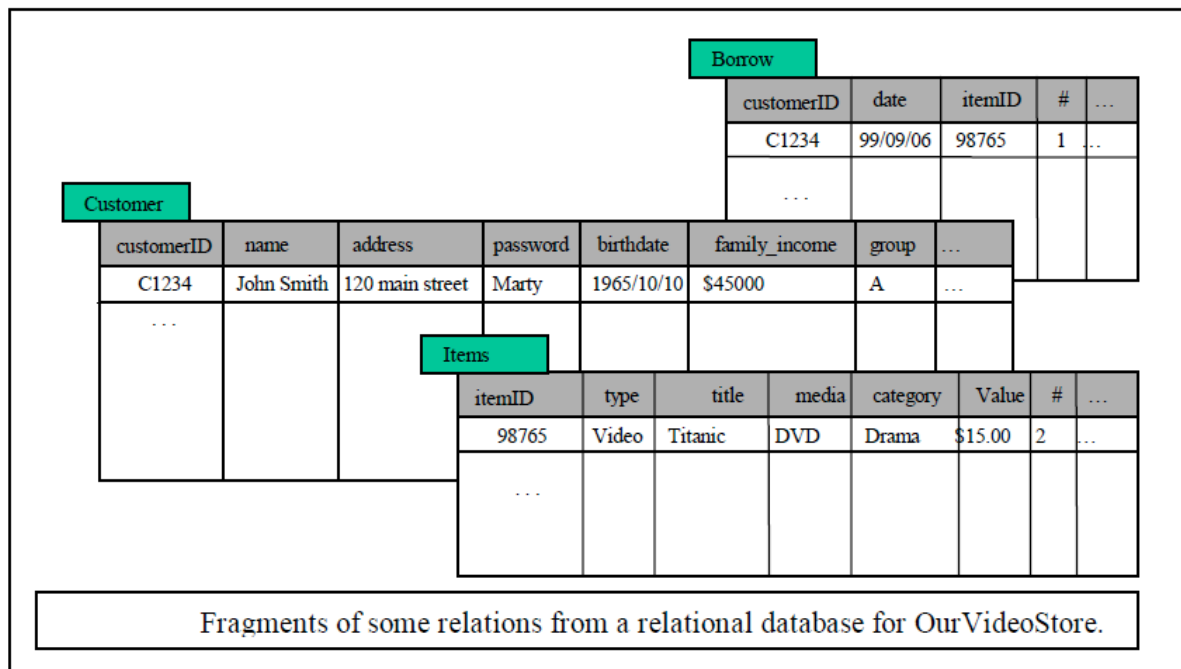 Borrow
customerID date itemID # ...
C1234 99/09/06 98765 1 ...
. . .
Customer
customerID name address password birthdate family_income group ...
C1234 John Smith 120 main street Marty 1965/10/10 $45000 A ...
. . .
Items
itemID type title media category Value # ...
98765 Video Titanic DVD Drama $15.00 2 ...
. . .
Fragments of some relations from a relational database for OurVideoStore.